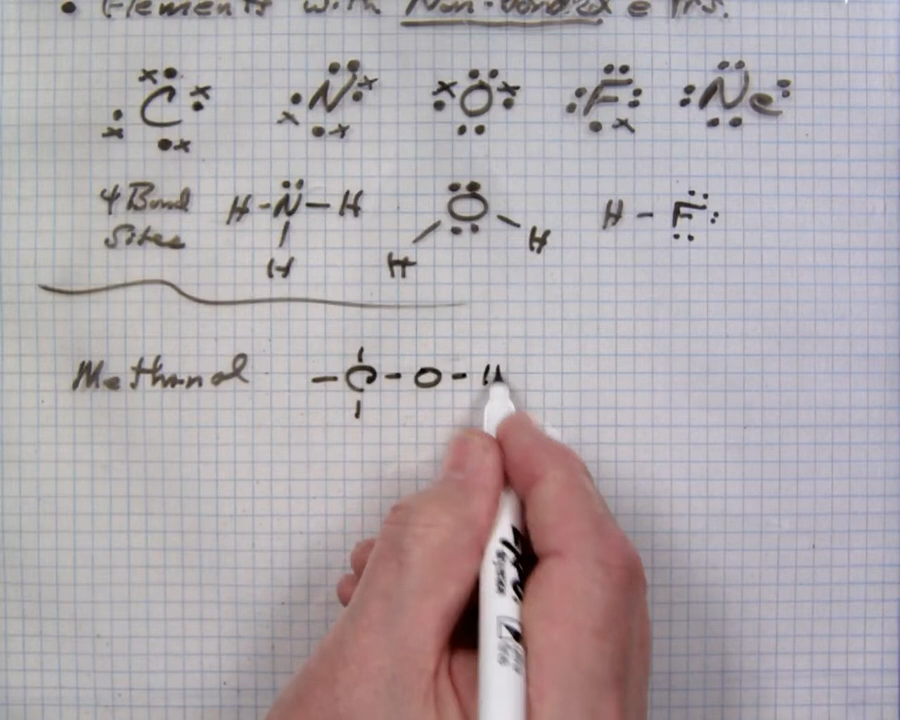 • Elements with Non-bonded e⁻ Prs.
C N O F Ne
4 Bond H - N - H O H - F
Sites H H H
Methanol - C - O - H